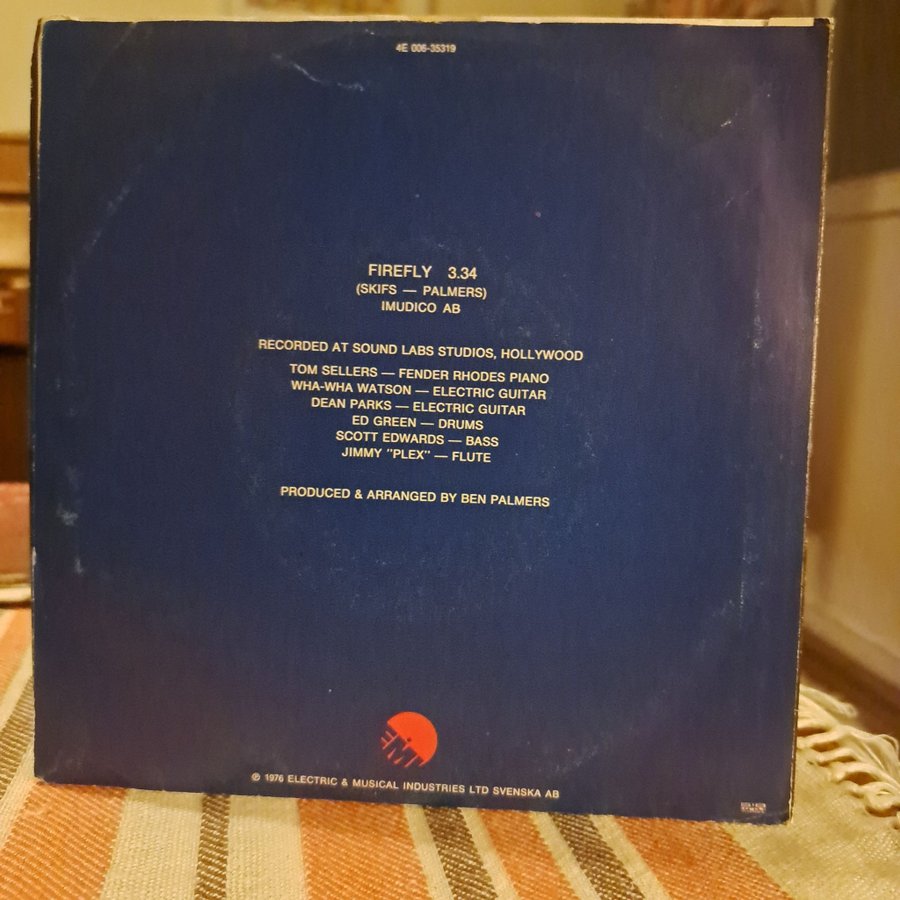 4E 006-35319
FIREFLY 3.34
(SKIFS — PALMERS)
IMUDICO AB
RECORDED AT SOUND LABS STUDIOS, HOLLYWOOD
TOM SELLERS — FENDER RHODES PIANO
WHA-WHA WATSON — ELECTRIC GUITAR
DEAN PARKS — ELECTRIC GUITAR
ED GREEN — DRUMS
SCOTT EDWARDS — BASS
JIMMY "PLEX" — FLUTE
PRODUCED & ARRANGED BY BEN PALMERS
EMI
℗ 1976 ELECTRIC & MUSICAL INDUSTRIES LTD SVENSKA AB